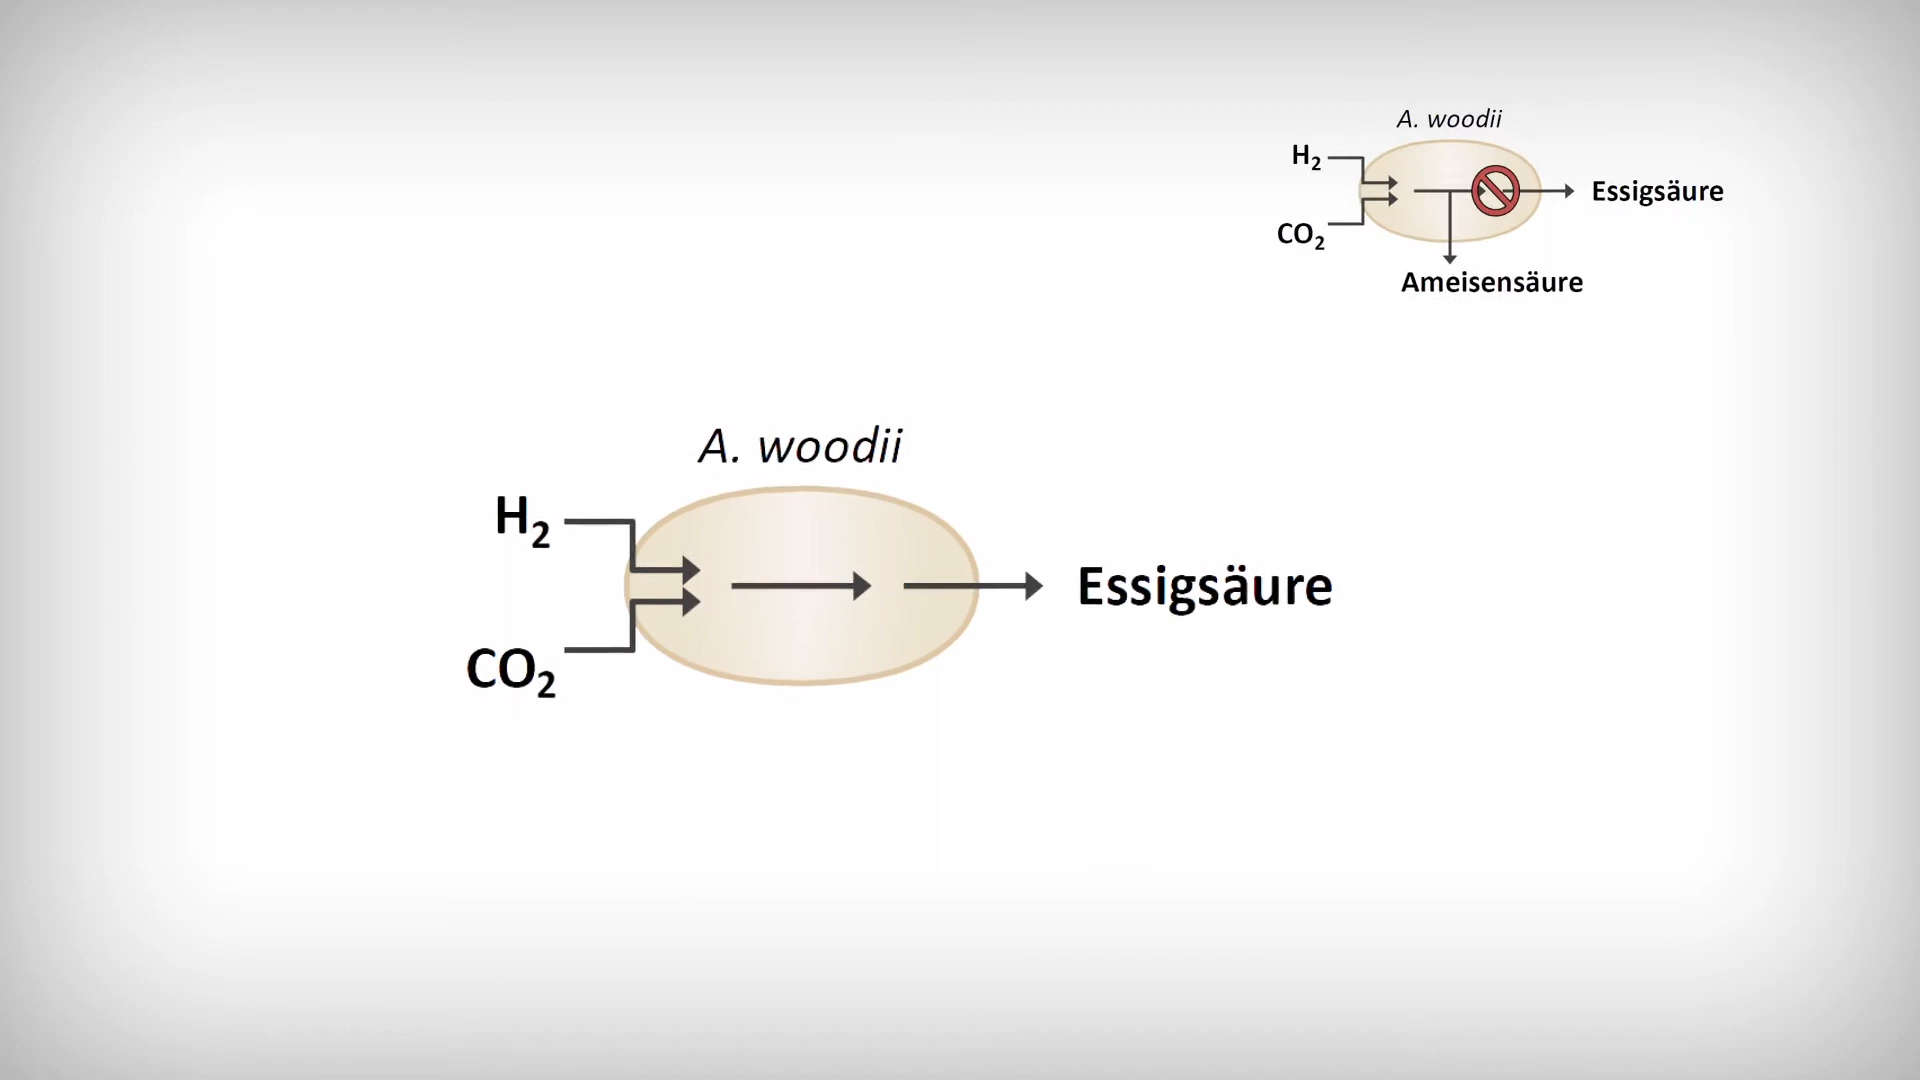 A. woodii
H₂
CO₂
Essigsäure
Ameisensäure
A. woodii
H₂
CO₂
Essigsäure